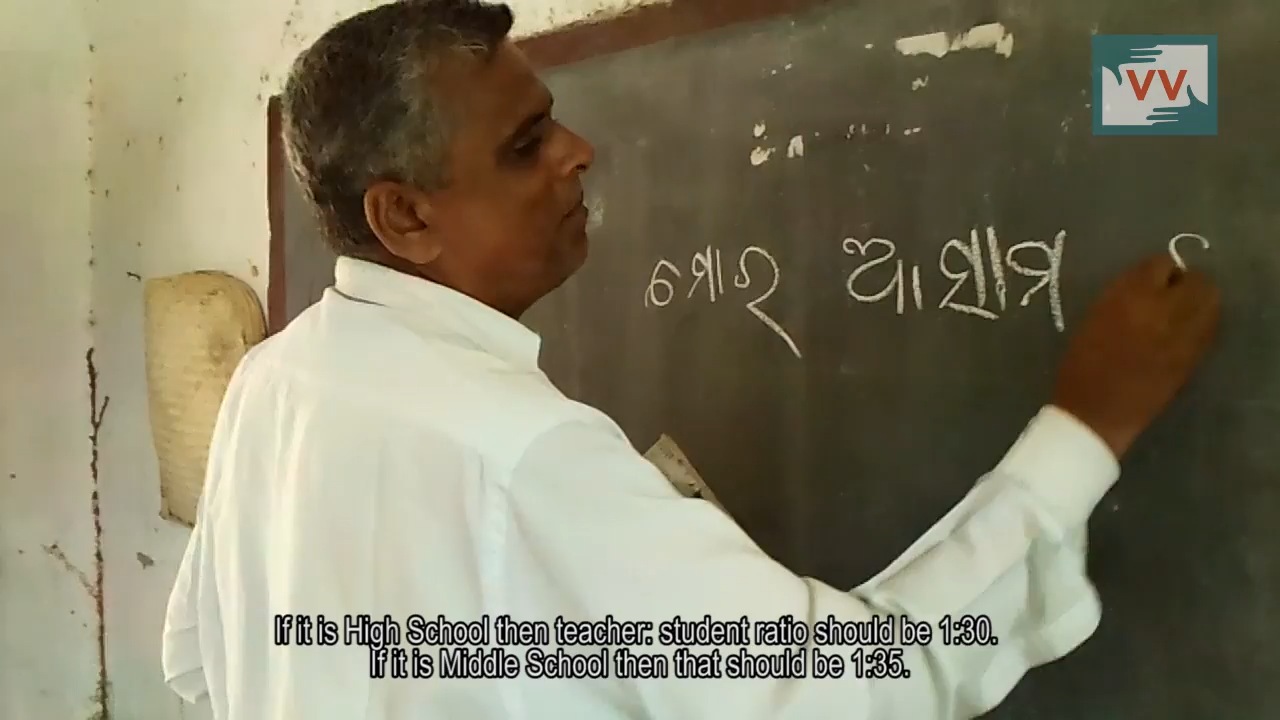 VV
ମୋର ଆସାମ
If it is High School then teacher: student ratio should be 1:30.
If it is Middle School then that should be 1:35.